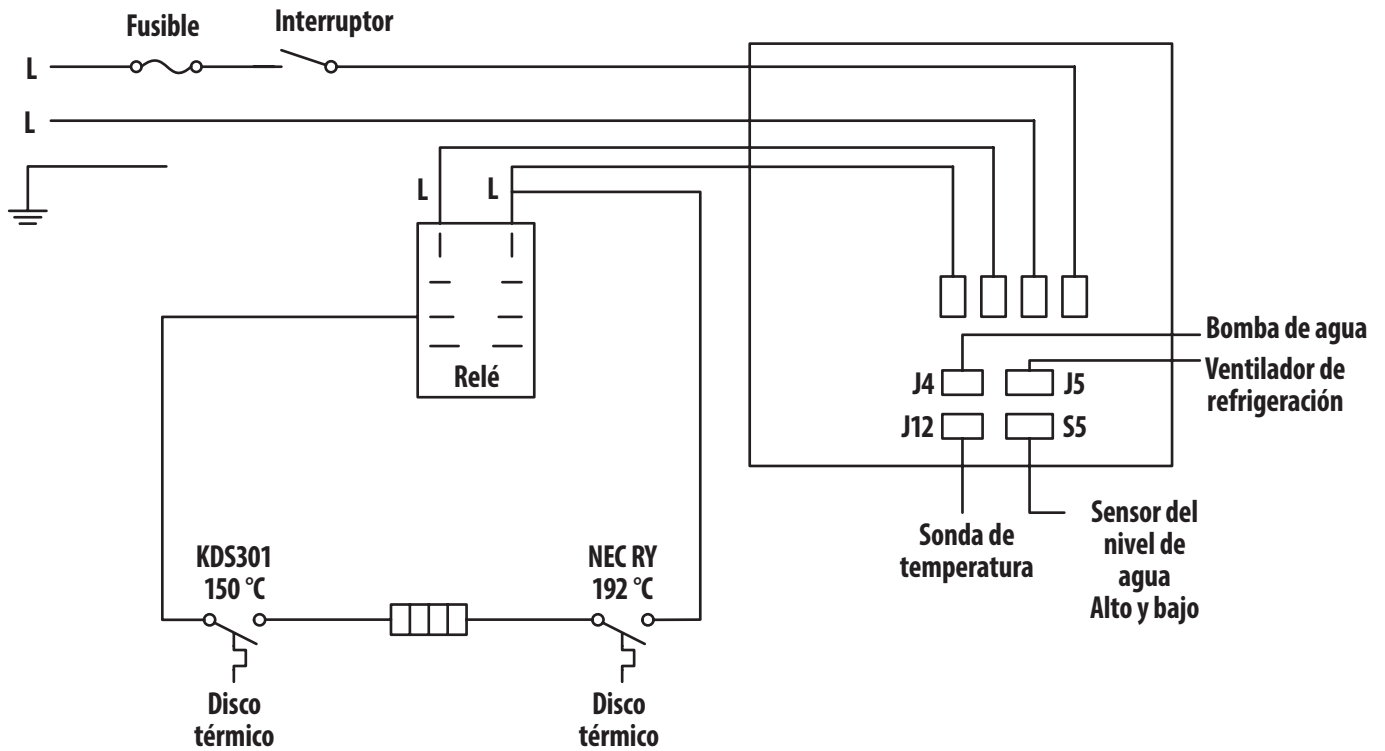 Fusible
Interruptor
L
L
L
L
Relé
Bomba de agua
Ventilador de
refrigeración
J4
J5
J12
S5
Sonda de
temperatura
Sensor del
nivel de
agua
Alto y bajo
KDS301
150 °C
NEC RY
192 °C
Disco
térmico
Disco
térmico